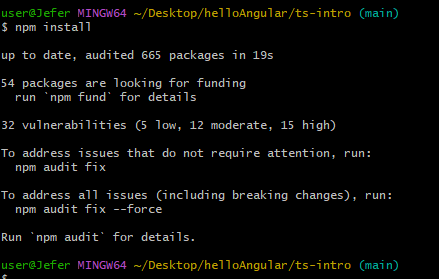 user@Jefer MINGW64 ~/Desktop/helloAngular/ts-intro (main)
$ npm install
up to date, audited 665 packages in 19s
54 packages are looking for funding
run `npm fund` for details
32 vulnerabilities (5 low, 12 moderate, 15 high)
To address issues that do not require attention, run:
npm audit fix
To address all issues (including breaking changes), run:
npm audit fix --force
Run `npm audit` for details.
user@Jefer MINGW64 ~/Desktop/helloAngular/ts-intro (main)
$